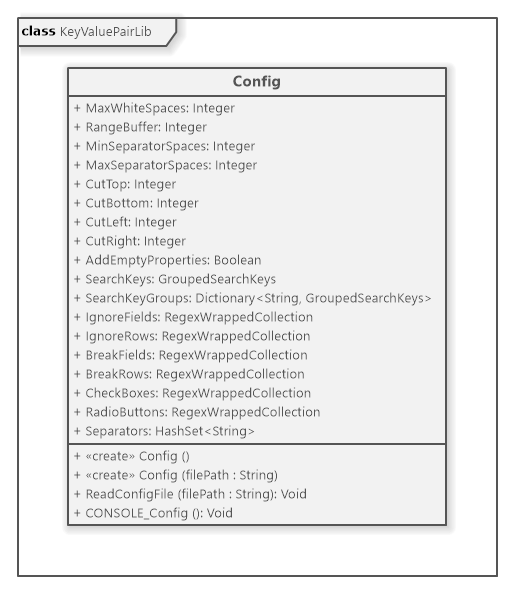 class KeyValuePairLib
Config
+ MaxWhiteSpaces: Integer
+ RangeBuffer: Integer
+ MinSeparatorSpaces: Integer
+ MaxSeparatorSpaces: Integer
+ CutTop: Integer
+ CutBottom: Integer
+ CutLeft: Integer
+ CutRight: Integer
+ AddEmptyProperties: Boolean
+ SearchKeys: GroupedSearchKeys
+ SearchKeyGroups: Dictionary<String, GroupedSearchKeys>
+ IgnoreFields: RegexWrappedCollection
+ IgnoreRows: RegexWrappedCollection
+ BreakFields: RegexWrappedCollection
+ BreakRows: RegexWrappedCollection
+ CheckBoxes: RegexWrappedCollection
+ RadioButtons: RegexWrappedCollection
+ Separators: HashSet<String>
+ «create» Config ()
+ «create» Config (filePath : String)
+ ReadConfigFile (filePath : String): Void
+ CONSOLE_Config (): Void